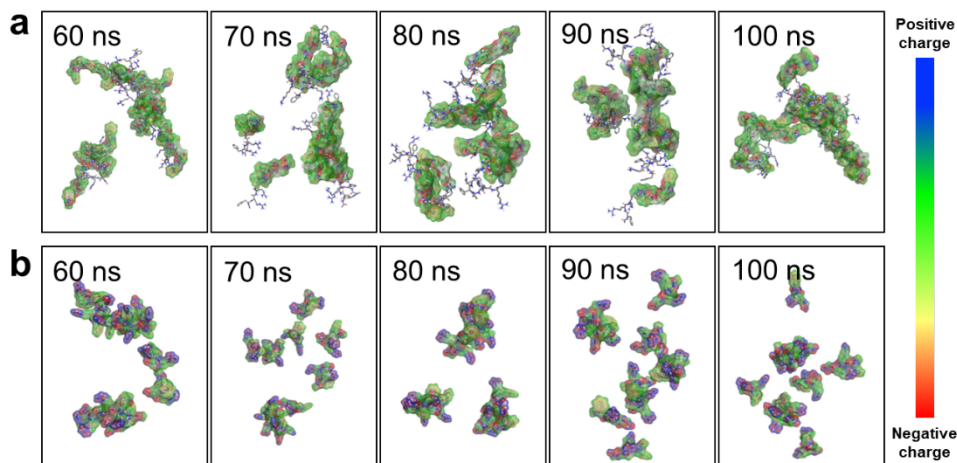 a
60 ns
70 ns
80 ns
90 ns
100 ns
b
60 ns
70 ns
80 ns
90 ns
100 ns
Positive
charge
Negative
charge